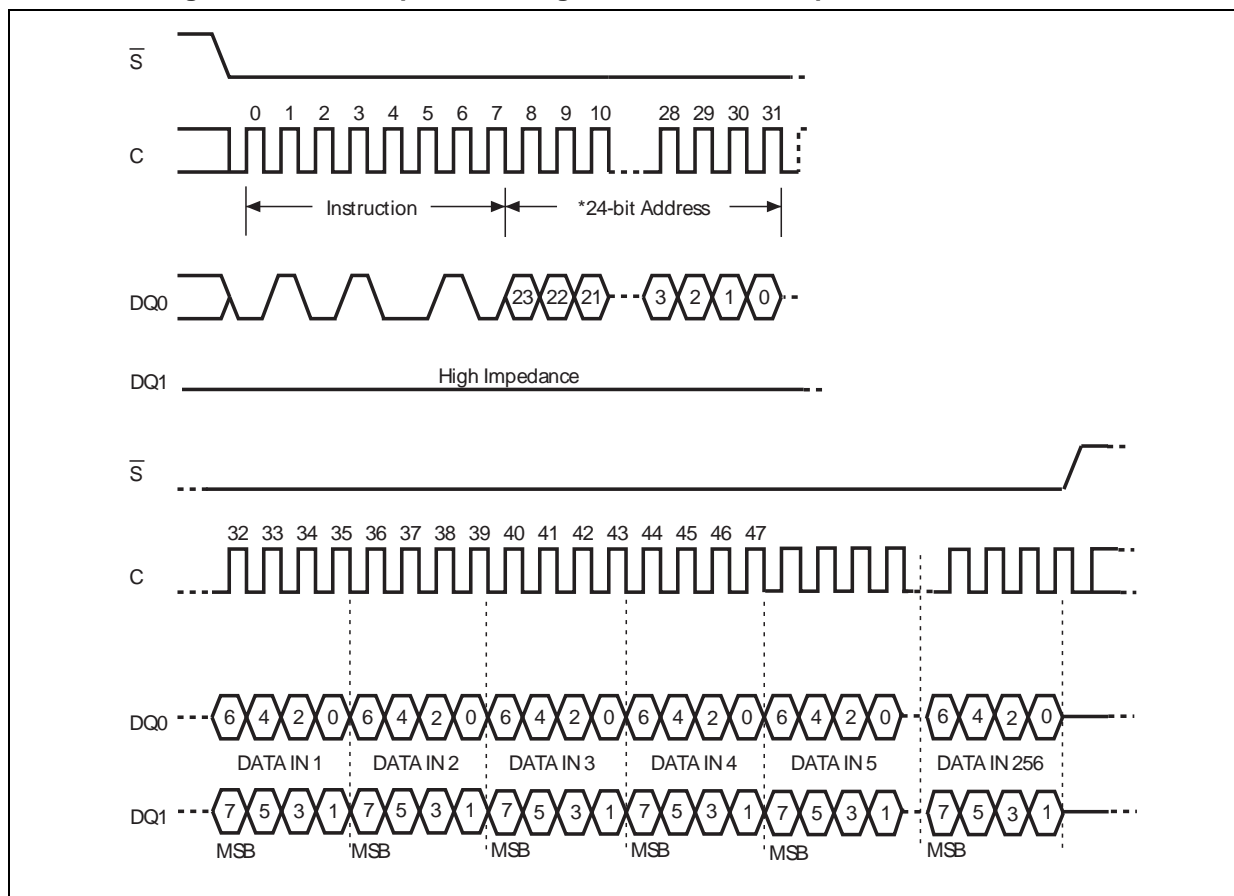 S
0 1 2 3 4 5 6 7 8 9 10 28 29 30 31
C
Instruction *24-bit Address
DQ0 23 22 21 3 2 1 0
DQ1 High Impedance
S
32 33 34 35 36 37 38 39 40 41 42 43 44 45 46 47
C
DQ0 6 4 2 0 6 4 2 0 6 4 2 0 6 4 2 0 6 4 2 0 6 4 2 0
DATA IN 1 DATA IN 2 DATA IN 3 DATA IN 4 DATA IN 5 DATA IN 256
DQ1 7 5 3 1 7 5 3 1 7 5 3 1 7 5 3 1 7 5 3 1 7 5 3 1
MSB MSB MSB MSB MSB MSB